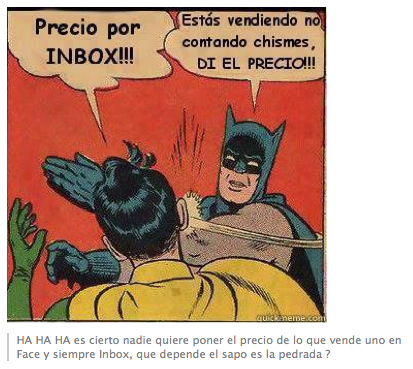 Precio por
INBOX!!!
Estás vendiendo no
contando chismes,
DI EL PRECIO!!!
quick-meme.com
HA HA HA es cierto nadie quiere poner el precio de lo que vende uno en
Face y siempre Inbox, que depende el sapo es la pedrada ?